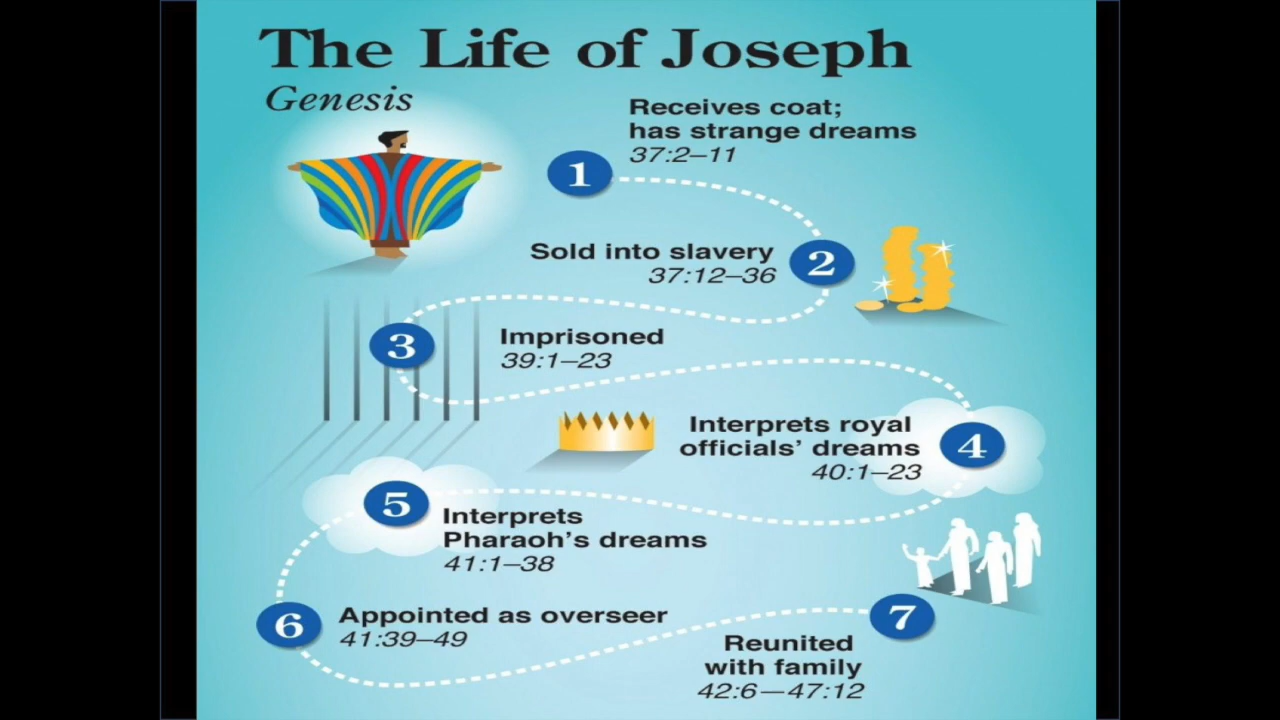 The Life of Joseph
Genesis
1
Receives coat;
has strange dreams
37:2–11
Sold into slavery
37:12–36
2
3
Imprisoned
39:1–23
Interprets royal
officials’ dreams
40:1–23
4
5
Interprets
Pharaoh’s dreams
41:1–38
6
Appointed as overseer
41:39–49
7
Reunited
with family
42:6—47:12